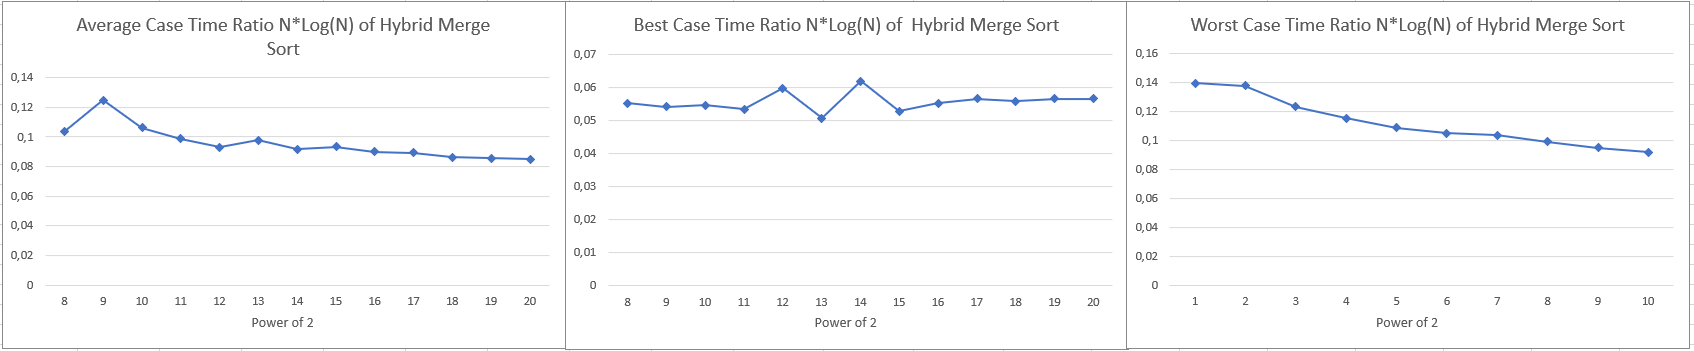 Average Case Time Ratio N*Log(N) of Hybrid Merge
Sort
0,14
0,12
0,1
0,08
0,06
0,04
0,02
0
8 9 10 11 12 13 14 15 16 17 18 19 20
Power of 2
Best Case Time Ratio N*Log(N) of  Hybrid Merge Sort
0,07
0,06
0,05
0,04
0,03
0,02
0,01
0
8 9 10 11 12 13 14 15 16 17 18 19 20
Power of 2
Worst Case Time Ratio N*Log(N) of Hybrid Merge Sort
0,16
0,14
0,12
0,1
0,08
0,06
0,04
0,02
0
1 2 3 4 5 6 7 8 9 10
Power of 2